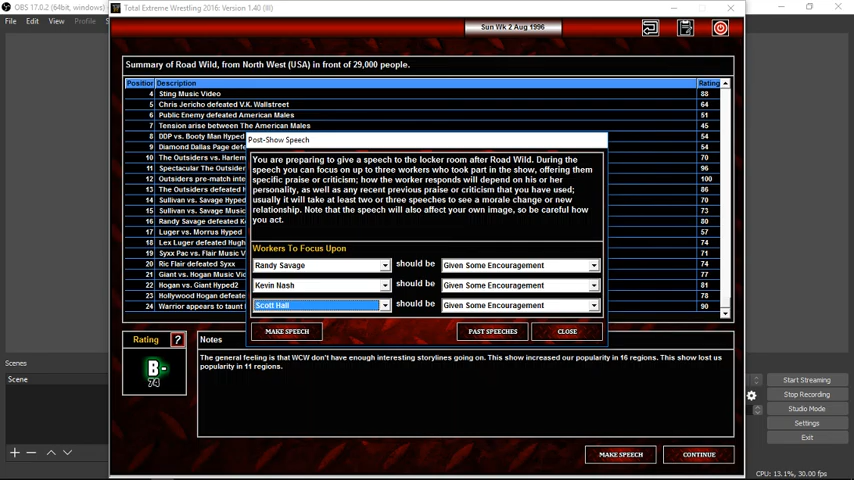 OBS 17.0.2 (64bit, windows)
Total Extreme Wrestling 2016: Version 1.40 (III)
File Edit View Profile
Sun Wk 2 Aug 1996
Summary of Road Wild, from North West (USA) in front of 29,000 people.
Position Description Rating
4 Sting Music Video 88
5 Chris Jericho defeated V.K. Wallstreet 64
6 Public Enemy defeated American Males 51
7 Tension arise between The American Males 45
8 DDP vs. Booty Man Hyped 54
9 Diamond Dallas Page defe 54
10 The Outsiders vs. Harlem 70
11 Spectacular The Outsider 96
12 Outsiders pre-match inte 100
13 The Outsiders defeated H 86
14 Sullivan vs. Savage Hyped 70
15 Sullivan vs. Savage Music 73
16 Randy Savage defeated K 80
17 Luger vs. Morrus Hyped 57
18 Lex Luger defeated Hugh 74
19 Syxx Pac vs. Flair Music V 71
20 Ric Flair defeated Syxx 74
21 Giant vs. Hogan Music Vi 77
22 Hogan vs. Giant Hyped2 81
23 Hollywood Hogan defeate 78
24 Warrior appears to taunt 90
Post-Show Speech
You are preparing to give a speech to the locker room after Road Wild. During the
speech you can focus on up to three workers who took part in the show, offering them
specific praise or criticism; how the worker responds will depend on his or her
personality, as well as any recent previous praise or criticism that you have used;
usually it will take at least two or three speeches to see a morale change or new
relationship. Note that the speech will also affect your own image, so be careful how
you act.
Workers To Focus Upon
Randy Savage should be Given Some Encouragement
Kevin Nash should be Given Some Encouragement
Scott Hall should be Given Some Encouragement
MAKE SPEECH PAST SPEECHES CLOSE
Rating ?
B-
74
Notes
The general feeling is that WCW don't have enough interesting storylines going on. This show increased our popularity in 16 regions. This show lost us
popularity in 11 regions.
MAKE SPEECH CONTINUE
Scenes
Scene
Start Streaming
Stop Recording
Studio Mode
Settings
Exit
CPU: 13.1%, 30.00 fps